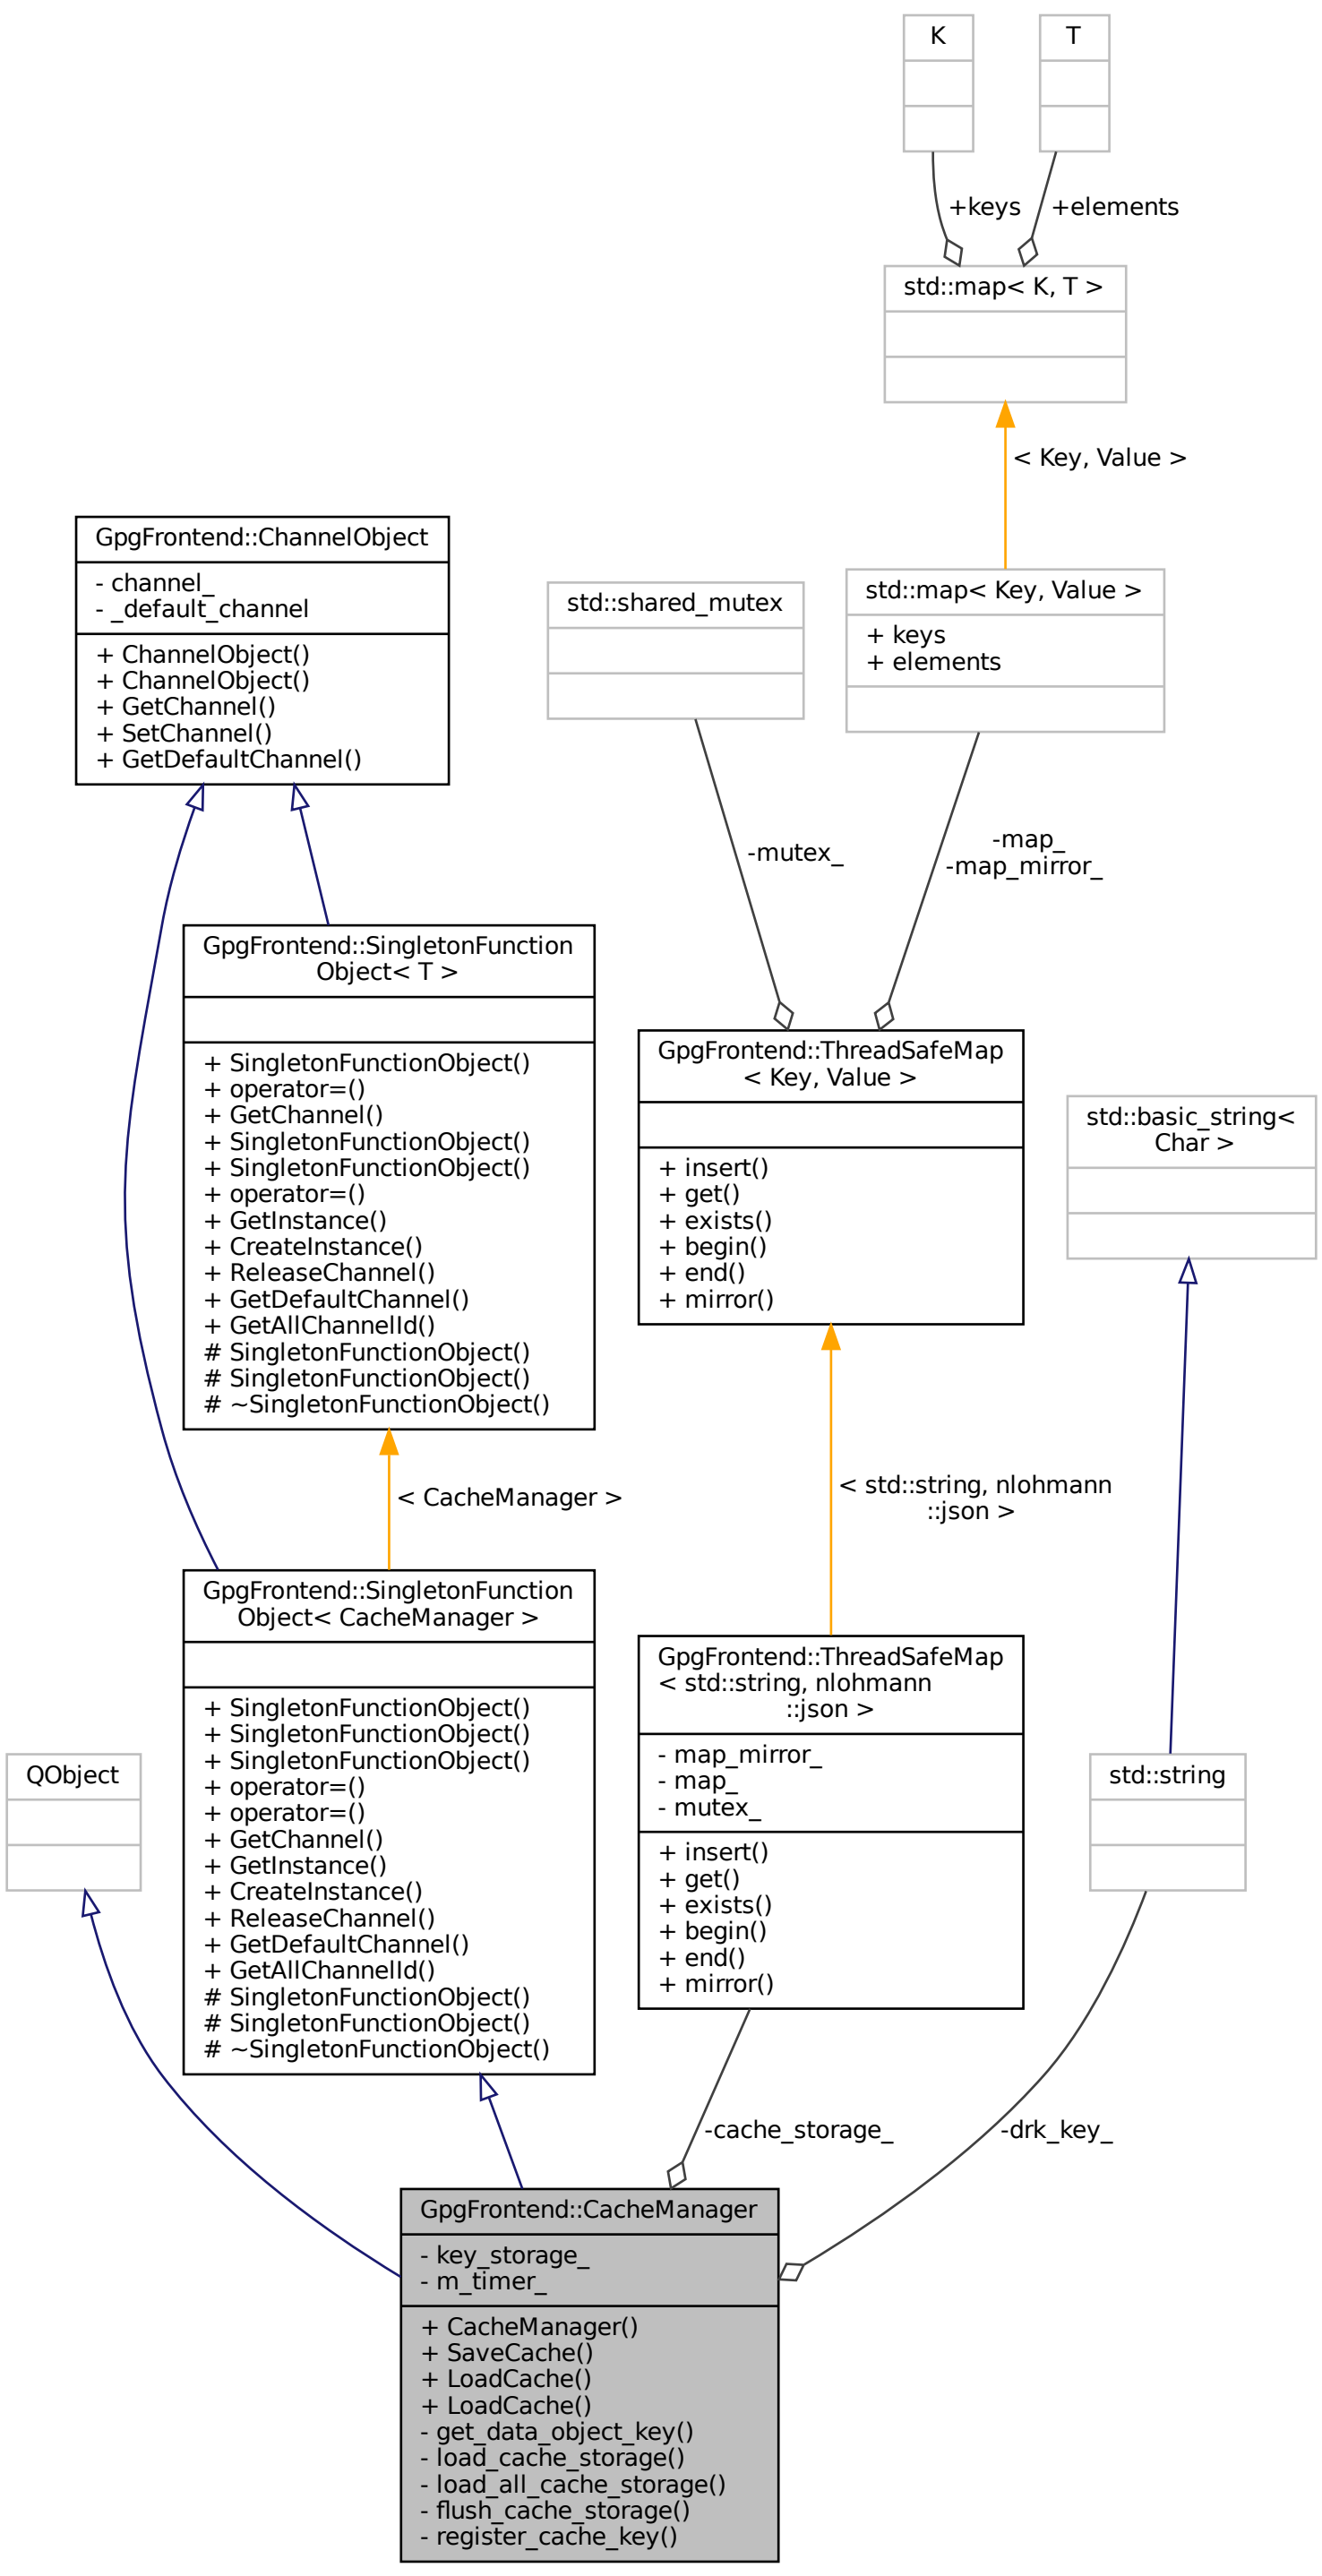 K
T
+keys
+elements
std::map< K, T >
< Key, Value >
GpgFrontend::ChannelObject
- channel_
- _default_channel
+ ChannelObject()
+ ChannelObject()
+ GetChannel()
+ SetChannel()
+ GetDefaultChannel()
std::shared_mutex
std::map< Key, Value >
+ keys
+ elements
-mutex_
-map_
-map_mirror_
GpgFrontend::SingletonFunction
Object< T >
+ SingletonFunctionObject()
+ operator=()
+ GetChannel()
+ SingletonFunctionObject()
+ SingletonFunctionObject()
+ operator=()
+ GetInstance()
+ CreateInstance()
+ ReleaseChannel()
+ GetDefaultChannel()
+ GetAllChannelId()
# SingletonFunctionObject()
# SingletonFunctionObject()
# ~SingletonFunctionObject()
GpgFrontend::ThreadSafeMap
< Key, Value >
+ insert()
+ get()
+ exists()
+ begin()
+ end()
+ mirror()
std::basic_string<
Char >
< CacheManager >
< std::string, nlohmann
::json >
GpgFrontend::SingletonFunction
Object< CacheManager >
+ SingletonFunctionObject()
+ SingletonFunctionObject()
+ SingletonFunctionObject()
+ operator=()
+ operator=()
+ GetChannel()
+ GetInstance()
+ CreateInstance()
+ ReleaseChannel()
+ GetDefaultChannel()
+ GetAllChannelId()
# SingletonFunctionObject()
# SingletonFunctionObject()
# ~SingletonFunctionObject()
GpgFrontend::ThreadSafeMap
< std::string, nlohmann
::json >
- map_mirror_
- map_
- mutex_
+ insert()
+ get()
+ exists()
+ begin()
+ end()
+ mirror()
QObject
std::string
-cache_storage_
-drk_key_
GpgFrontend::CacheManager
- key_storage_
- m_timer_
+ CacheManager()
+ SaveCache()
+ LoadCache()
+ LoadCache()
- get_data_object_key()
- load_cache_storage()
- load_all_cache_storage()
- flush_cache_storage()
- register_cache_key()